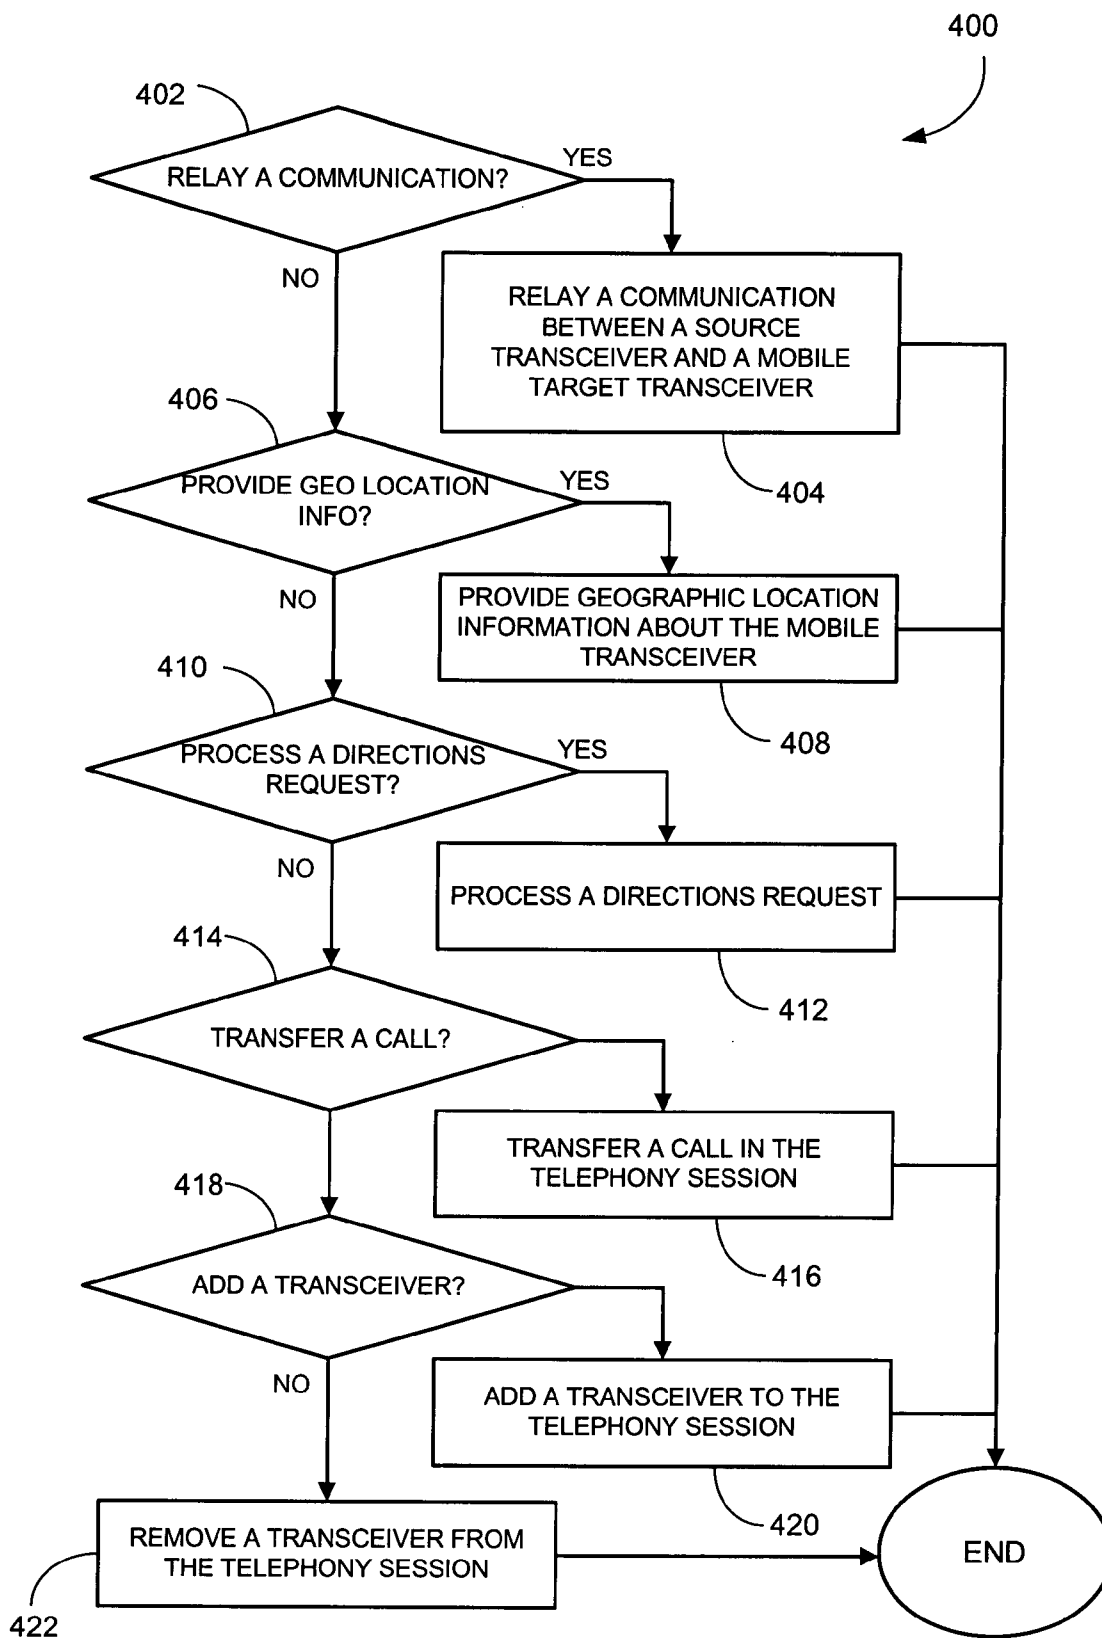 400
402
RELAY A COMMUNICATION?
YES
NO
RELAY A COMMUNICATION
BETWEEN A SOURCE
TRANSCEIVER AND A MOBILE
TARGET TRANSCEIVER
404
406
PROVIDE GEO LOCATION
INFO?
YES
NO
PROVIDE GEOGRAPHIC LOCATION
INFORMATION ABOUT THE MOBILE
TRANSCEIVER
408
410
PROCESS A DIRECTIONS
REQUEST?
YES
NO
PROCESS A DIRECTIONS REQUEST
412
414
TRANSFER A CALL?
TRANSFER A CALL IN THE
TELEPHONY SESSION
416
418
ADD A TRANSCEIVER?
NO
ADD A TRANSCEIVER TO THE
TELEPHONY SESSION
420
REMOVE A TRANSCEIVER FROM
THE TELEPHONY SESSION
422
END